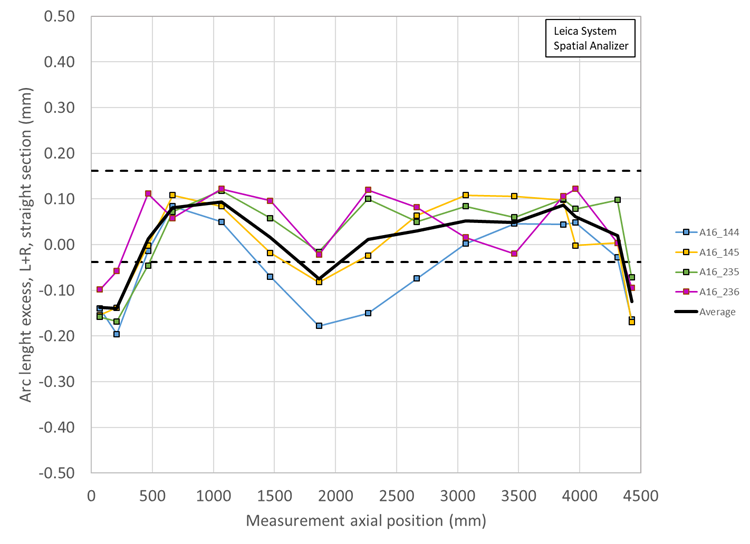 0.50
0.40
0.30
0.20
0.10
0.00
-0.10
-0.20
-0.30
-0.40
-0.50
Arc lenght excess, L+R, straight section (mm)
Leica System
Spatial Analizer
A16_144
A16_145
A16_235
A16_236
Average
0 500 1000 1500 2000 2500 3000 3500 4000 4500
Measurement axial position (mm)